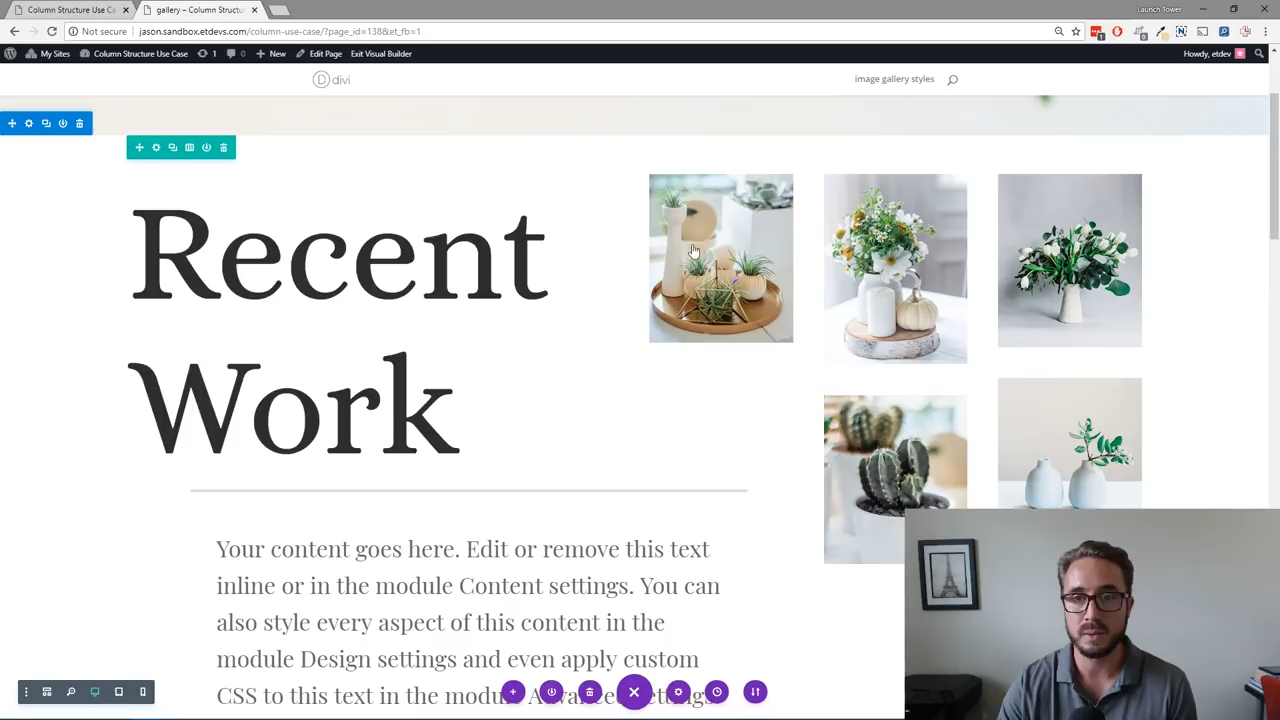 Launch Tower
Column Structure Use C
gallery – Column Structu
Not secure
jason.sandbox.etdevs.com/column-use-case/?page_id=138&et_fb=1
My Sites
Column Structure Use Case
1
0
New
Edit Page
Exit Visual Builder
Howdy, etdev
D divi
image gallery styles
Recent
Work
Your content goes here. Edit or remove this text
inline or in the module Content settings. You can
also style every aspect of this content in the
module Design settings and even apply custom
CSS to this text in the module Advanced settings.